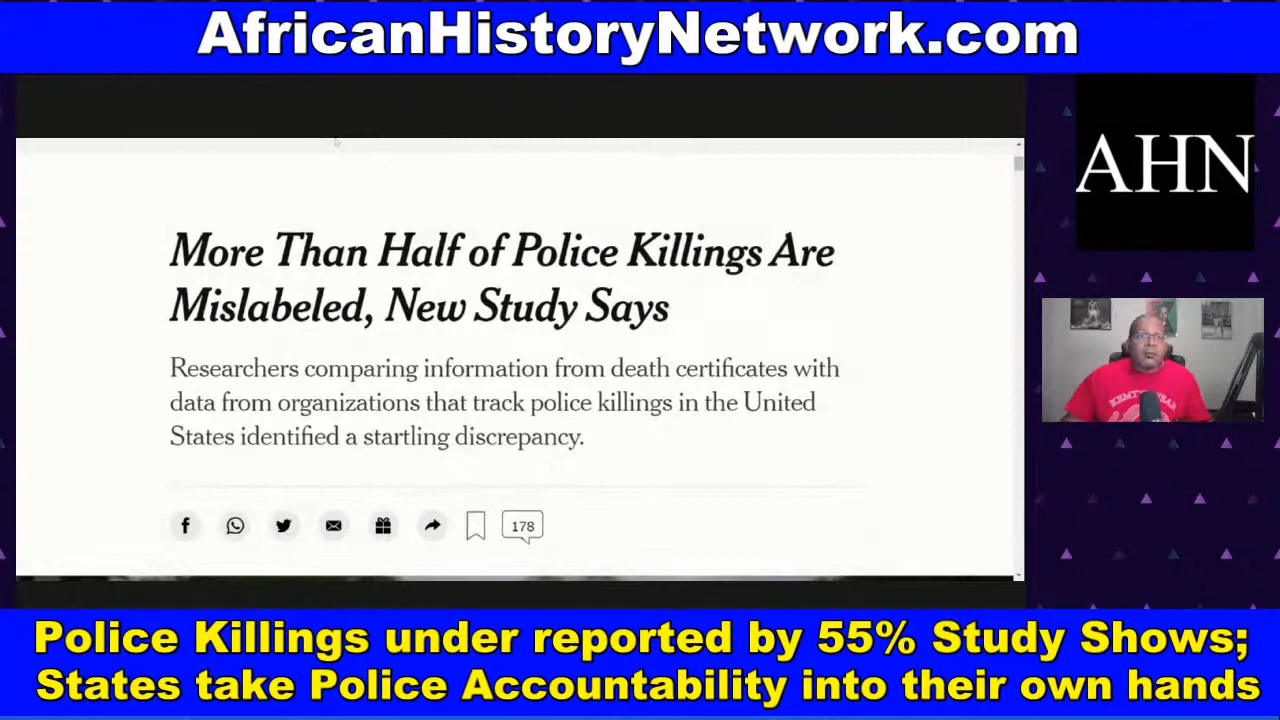 AfricanHistoryNetwork.com
AHN
More Than Half of Police Killings Are
Mislabeled, New Study Says
Researchers comparing information from death certificates with
data from organizations that track police killings in the United
States identified a startling discrepancy.
178
Police Killings under reported by 55% Study Shows;
States take Police Accountability into their own hands